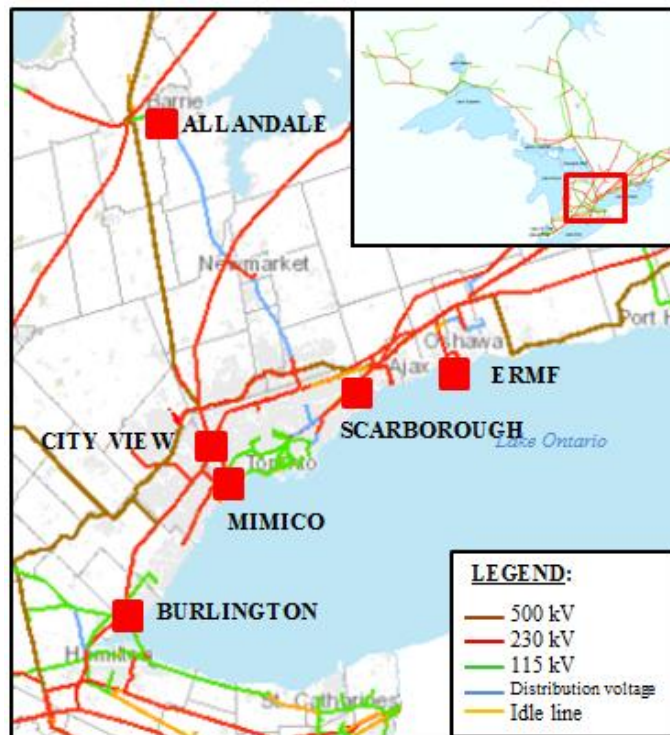 Barrie
ALLANDALE
Newmarket
Port H
Oshawa
Ajax
ERMF
SCARBOROUGH
CITY VIEW
Lake Ontario
Toronto
MIMICO
BURLINGTON
Hamilton
St. Catharines
LEGEND:
500 kV
230 kV
115 kV
Distribution voltage
Idle line